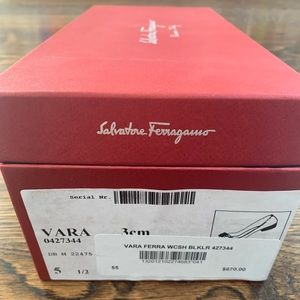 Salvatore
Salvatore Ferragamo
Serial Nr.
VARA 3cm
0427344
VARA FERRA WCSH BLKLR 427344
DB M 22475
5 1/2
55
$670.00